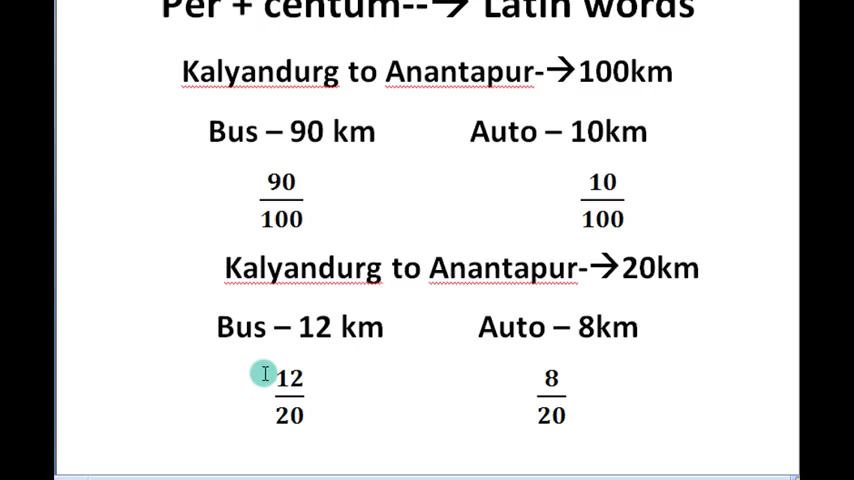 Per + centum--→ Latin words
Kalyandurg to Anantapur-→100km
Bus – 90 km Auto – 10km
90/100 10/100
Kalyandurg to Anantapur-→20km
Bus – 12 km Auto – 8km
12/20 8/20